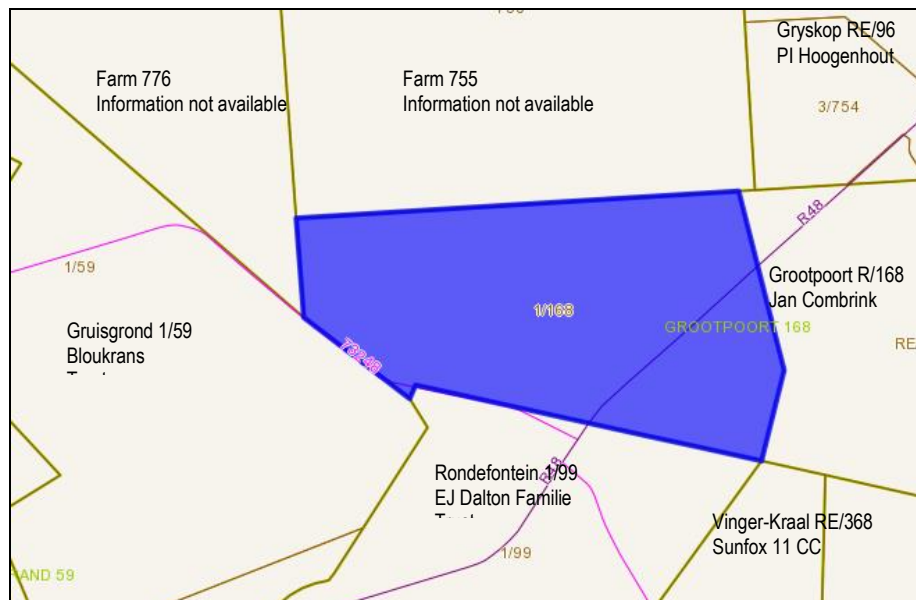 Gryskop RE/96
PI Hoogenhout
Farm 776
Information not available
Farm 755
Information not available
3/754
R48
1/59
Grootpoort R/168
Jan Combrink
1/168
GROOTPOORT 168
Gruisgrond 1/59
Bloukrans
RE/
Rondefontein 1/99
EJ Dalton Familie
R48
Vinger-Kraal RE/368
Sunfox 11 CC
1/99
AND 59